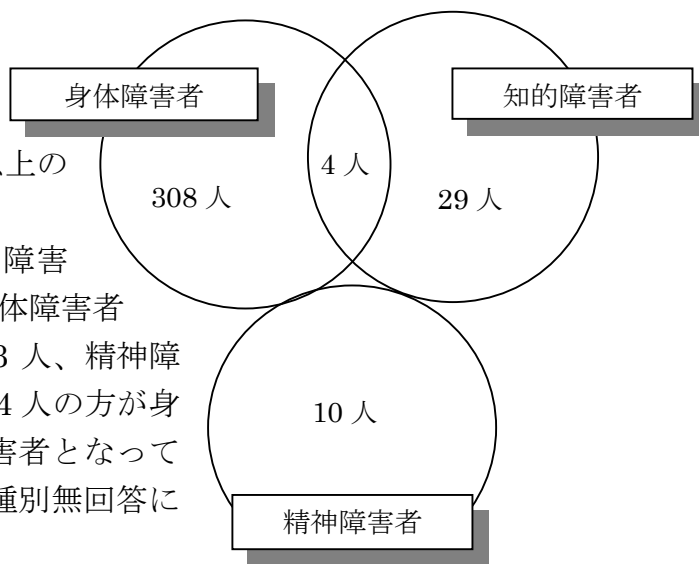 身体障害者
知的障害者
以上の
4 人
308 人
29 人
障害
体障害者
3 人、精神障
10 人
4 人の方が身
害者となって
種別無回答に
精神障害者